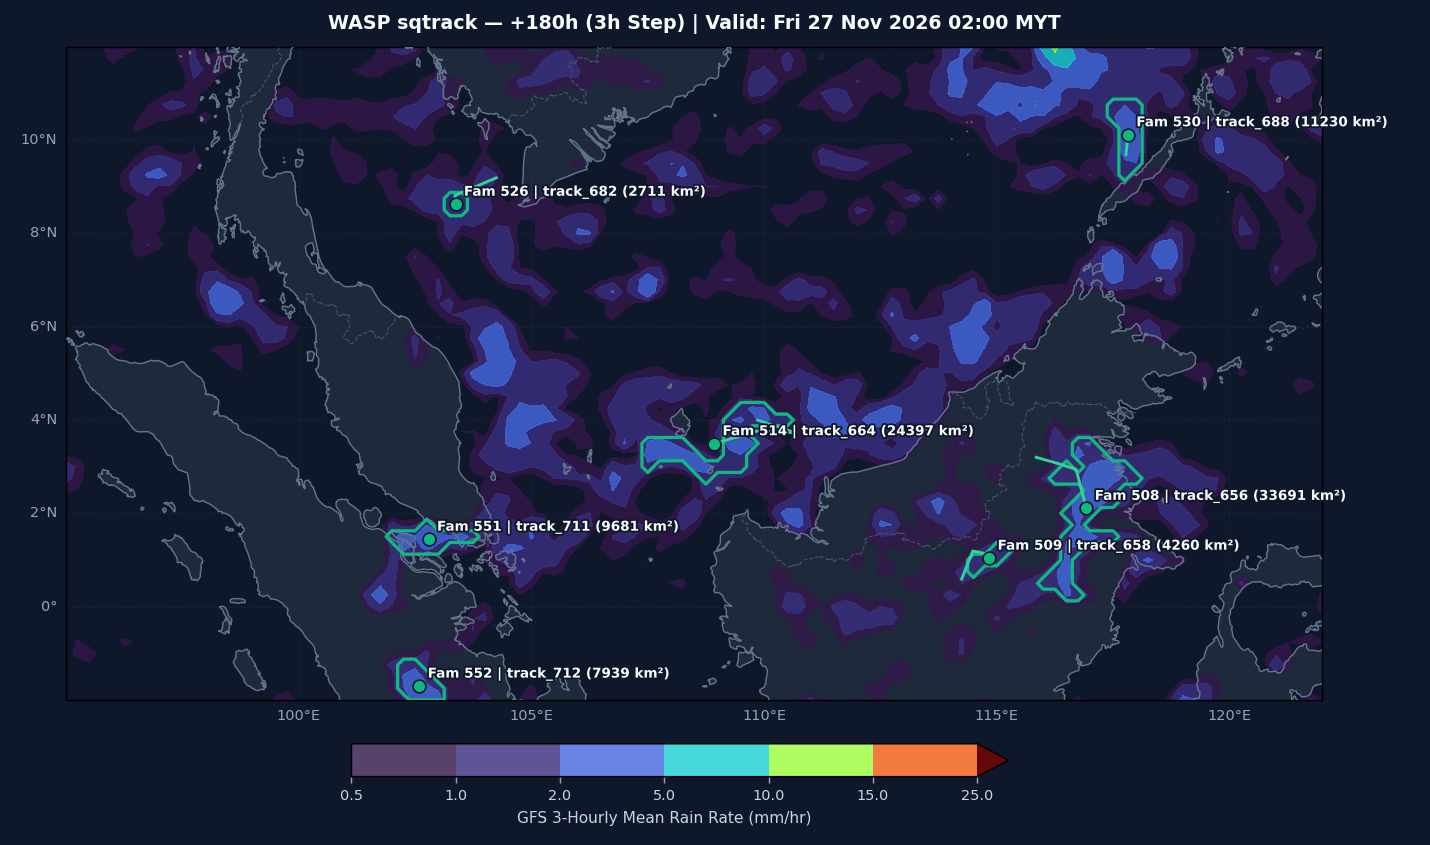 WASP sqtrack — +180h (3h Step) | Valid: Fri 27 Nov 2026 02:00 MYT
10°N
8°N
6°N
4°N
2°N
0°
Fam 530 | track_688 (11230 km²)
Fam 526 | track_682 (2711 km²)
Fam 514 | track_664 (24397 km²)
Fam 508 | track_656 (33691 km²)
Fam 551 | track_711 (9681 km²)
Fam 509 | track_658 (4260 km²)
Fam 552 | track_712 (7939 km²)
100°E 105°E 110°E 115°E 120°E
0.5 1.0 2.0 5.0 10.0 15.0 25.0
GFS 3-Hourly Mean Rain Rate (mm/hr)